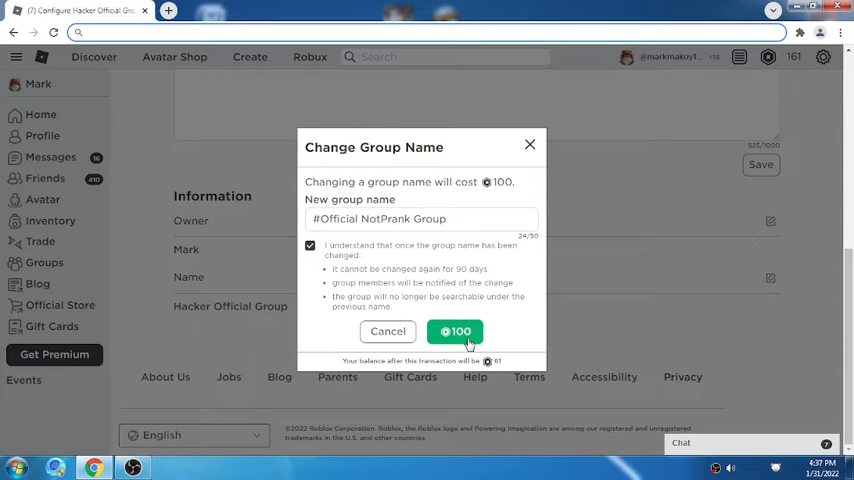 (7) Configure Hacker Official Gro
Discover
Avatar Shop
Create
Robux
Search
@markmakoy1...
<13
161
Mark
Home
Profile
Messages 16
Friends 410
Avatar
Inventory
Trade
Groups
Blog
Official Store
Gift Cards
Get Premium
Events
525/1000
Save
Information
Owner
Mark
Name
Hacker Official Group
Change Group Name
Changing a group name will cost 100.
New group name
#Official NotPrank Group
24/50
I understand that once the group name has been
changed:
• it cannot be changed again for 90 days
• group members will be notified of the change
• the group will no longer be searchable under the
previous name
Cancel
100
Your balance after this transaction will be 61
About Us
Jobs
Blog
Parents
Gift Cards
Help
Terms
Accessibility
Privacy
English
©2022 Roblox Corporation. Roblox, the Roblox logo and Powering Imagination are among our registered and unregistered
trademarks in the U.S. and other countries.
Chat
7
4:37 PM
1/31/2022